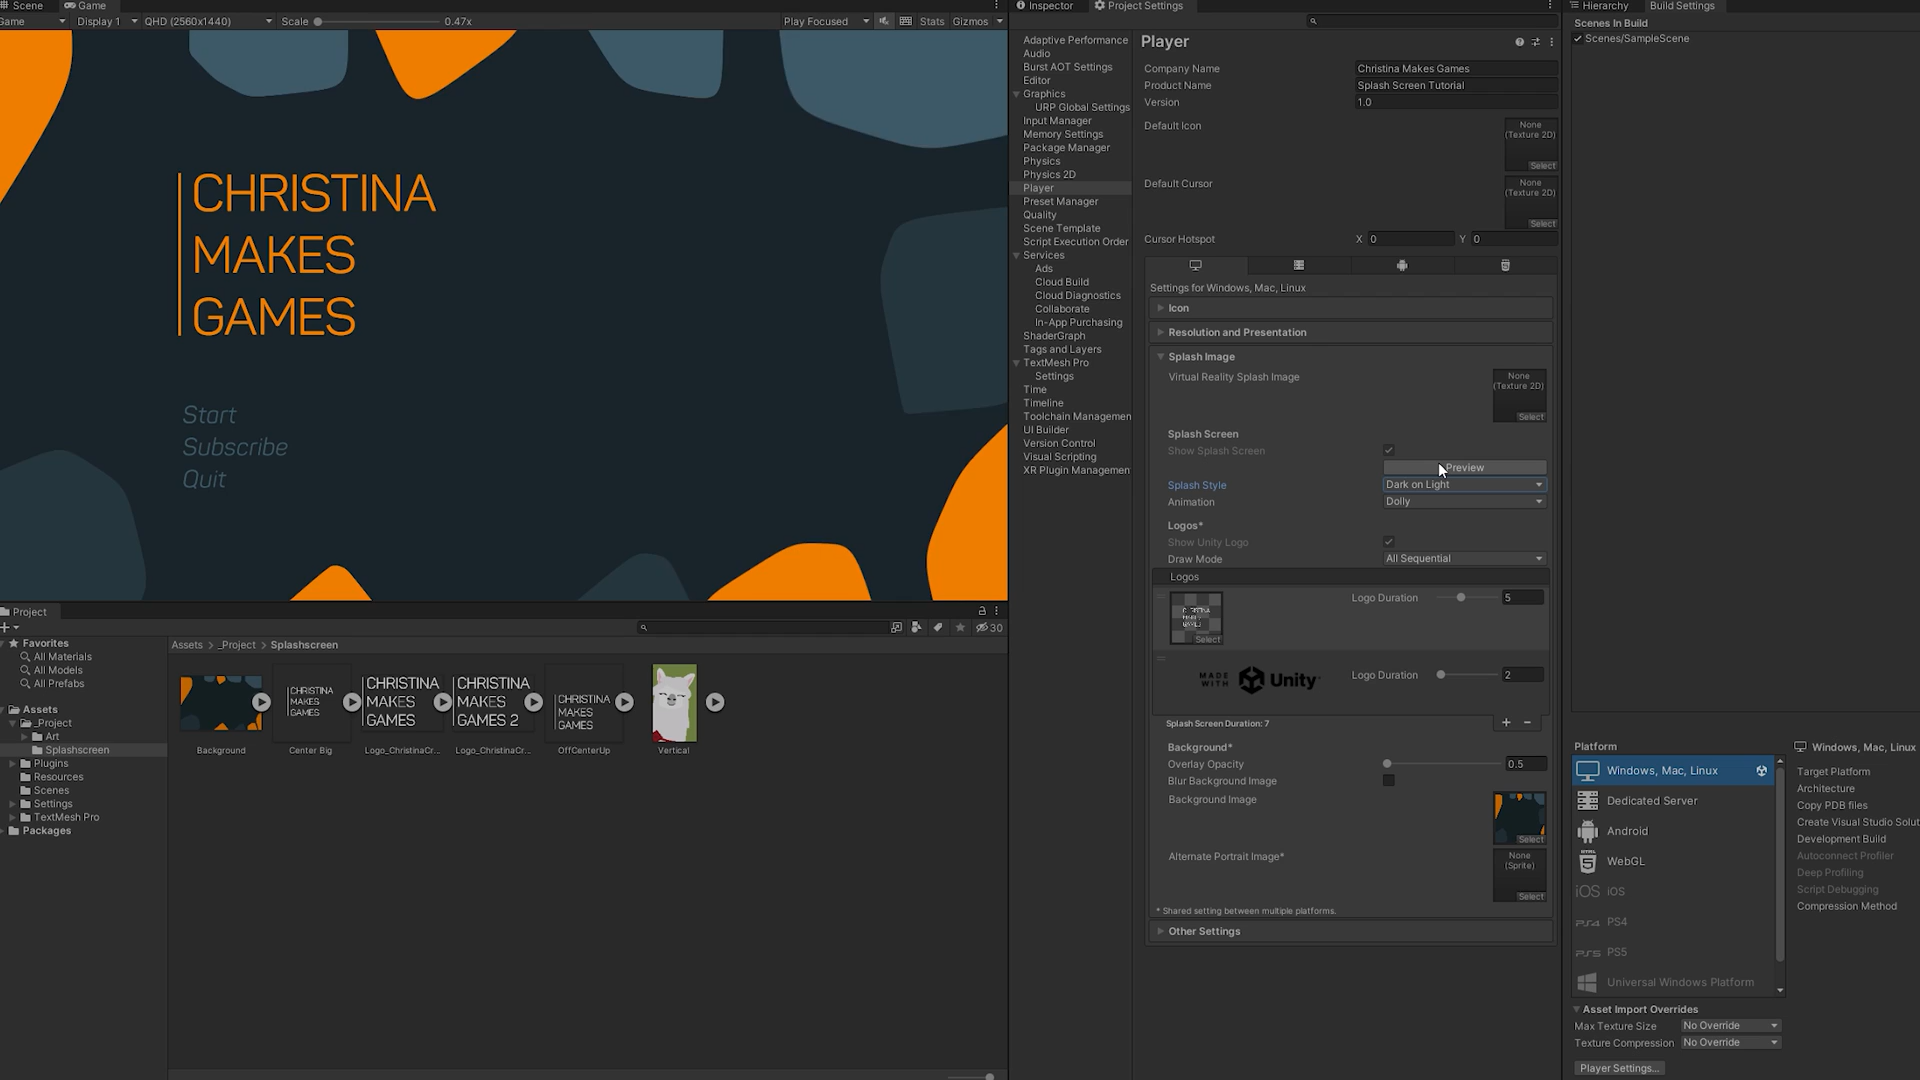 Scene
Game
Inspector
Project Settings
Hierarchy
Build Settings
Game
Display 1
QHD (2560x1440)
Scale
0.47x
Play Focused
Stats
Gizmos
CHRISTINA
MAKES
GAMES
Start
Subscribe
Quit
Adaptive Performance
Audio
Burst AOT Settings
Editor
Graphics
URP Global Settings
Input Manager
Memory Settings
Package Manager
Physics
Physics 2D
Player
Preset Manager
Quality
Scene Template
Script Execution Order
Services
Ads
Cloud Build
Cloud Diagnostics
Collaborate
In-App Purchasing
ShaderGraph
Tags and Layers
TextMesh Pro
Settings
Time
Timeline
Toolchain Managemen
UI Builder
Version Control
Visual Scripting
XR Plugin Managemen
Player
Company Name
Christina Makes Games
Product Name
Splash Screen Tutorial
Version
1.0
Default Icon
None
(Texture 2D)
Select
Default Cursor
None
(Texture 2D)
Select
Cursor Hotspot
X 0
Y 0
Settings for Windows, Mac, Linux
Icon
Resolution and Presentation
Splash Image
Virtual Reality Splash Image
None
(Texture 2D)
Select
Splash Screen
Show Splash Screen
Preview
Splash Style
Dark on Light
Animation
Dolly
Logos*
Show Unity Logo
Draw Mode
All Sequential
Logos
Logo Duration
5
Select
MADE
WITH
Unity
Logo Duration
2
Splash Screen Duration: 7
Background*
Overlay Opacity
0.5
Blur Background Image
Background Image
Select
Alternate Portrait Image*
None
(Sprite)
Select
* Shared setting between multiple platforms.
Other Settings
Scenes In Build
Scenes/SampleScene
Platform
Windows, Mac, Linux
Dedicated Server
Android
WebGL
iOS iOS
PS4
PS5
Universal Windows Platform
Windows, Mac, Linux
Target Platform
Architecture
Copy PDB files
Create Visual Studio Solut
Development Build
Autoconnect Profiler
Deep Profiling
Script Debugging
Compression Method
Asset Import Overrides
Max Texture Size
No Override
Texture Compression
No Override
Player Settings...
Project
30
Favorites
All Materials
All Models
All Prefabs
Assets
_Project
Art
Splashscreen
Plugins
Resources
Scenes
Settings
TextMesh Pro
Packages
Assets > _Project > Splashscreen
CHRISTINA
MAKES
GAMES
CHRISTINA
MAKES
GAMES
CHRISTINA
MAKES
GAMES 2
CHRISTINA
MAKES
GAMES
Background
Center Big
Logo_ChristinaCr...
Logo_ChristinaCr...
OffCenterUp
Vertical